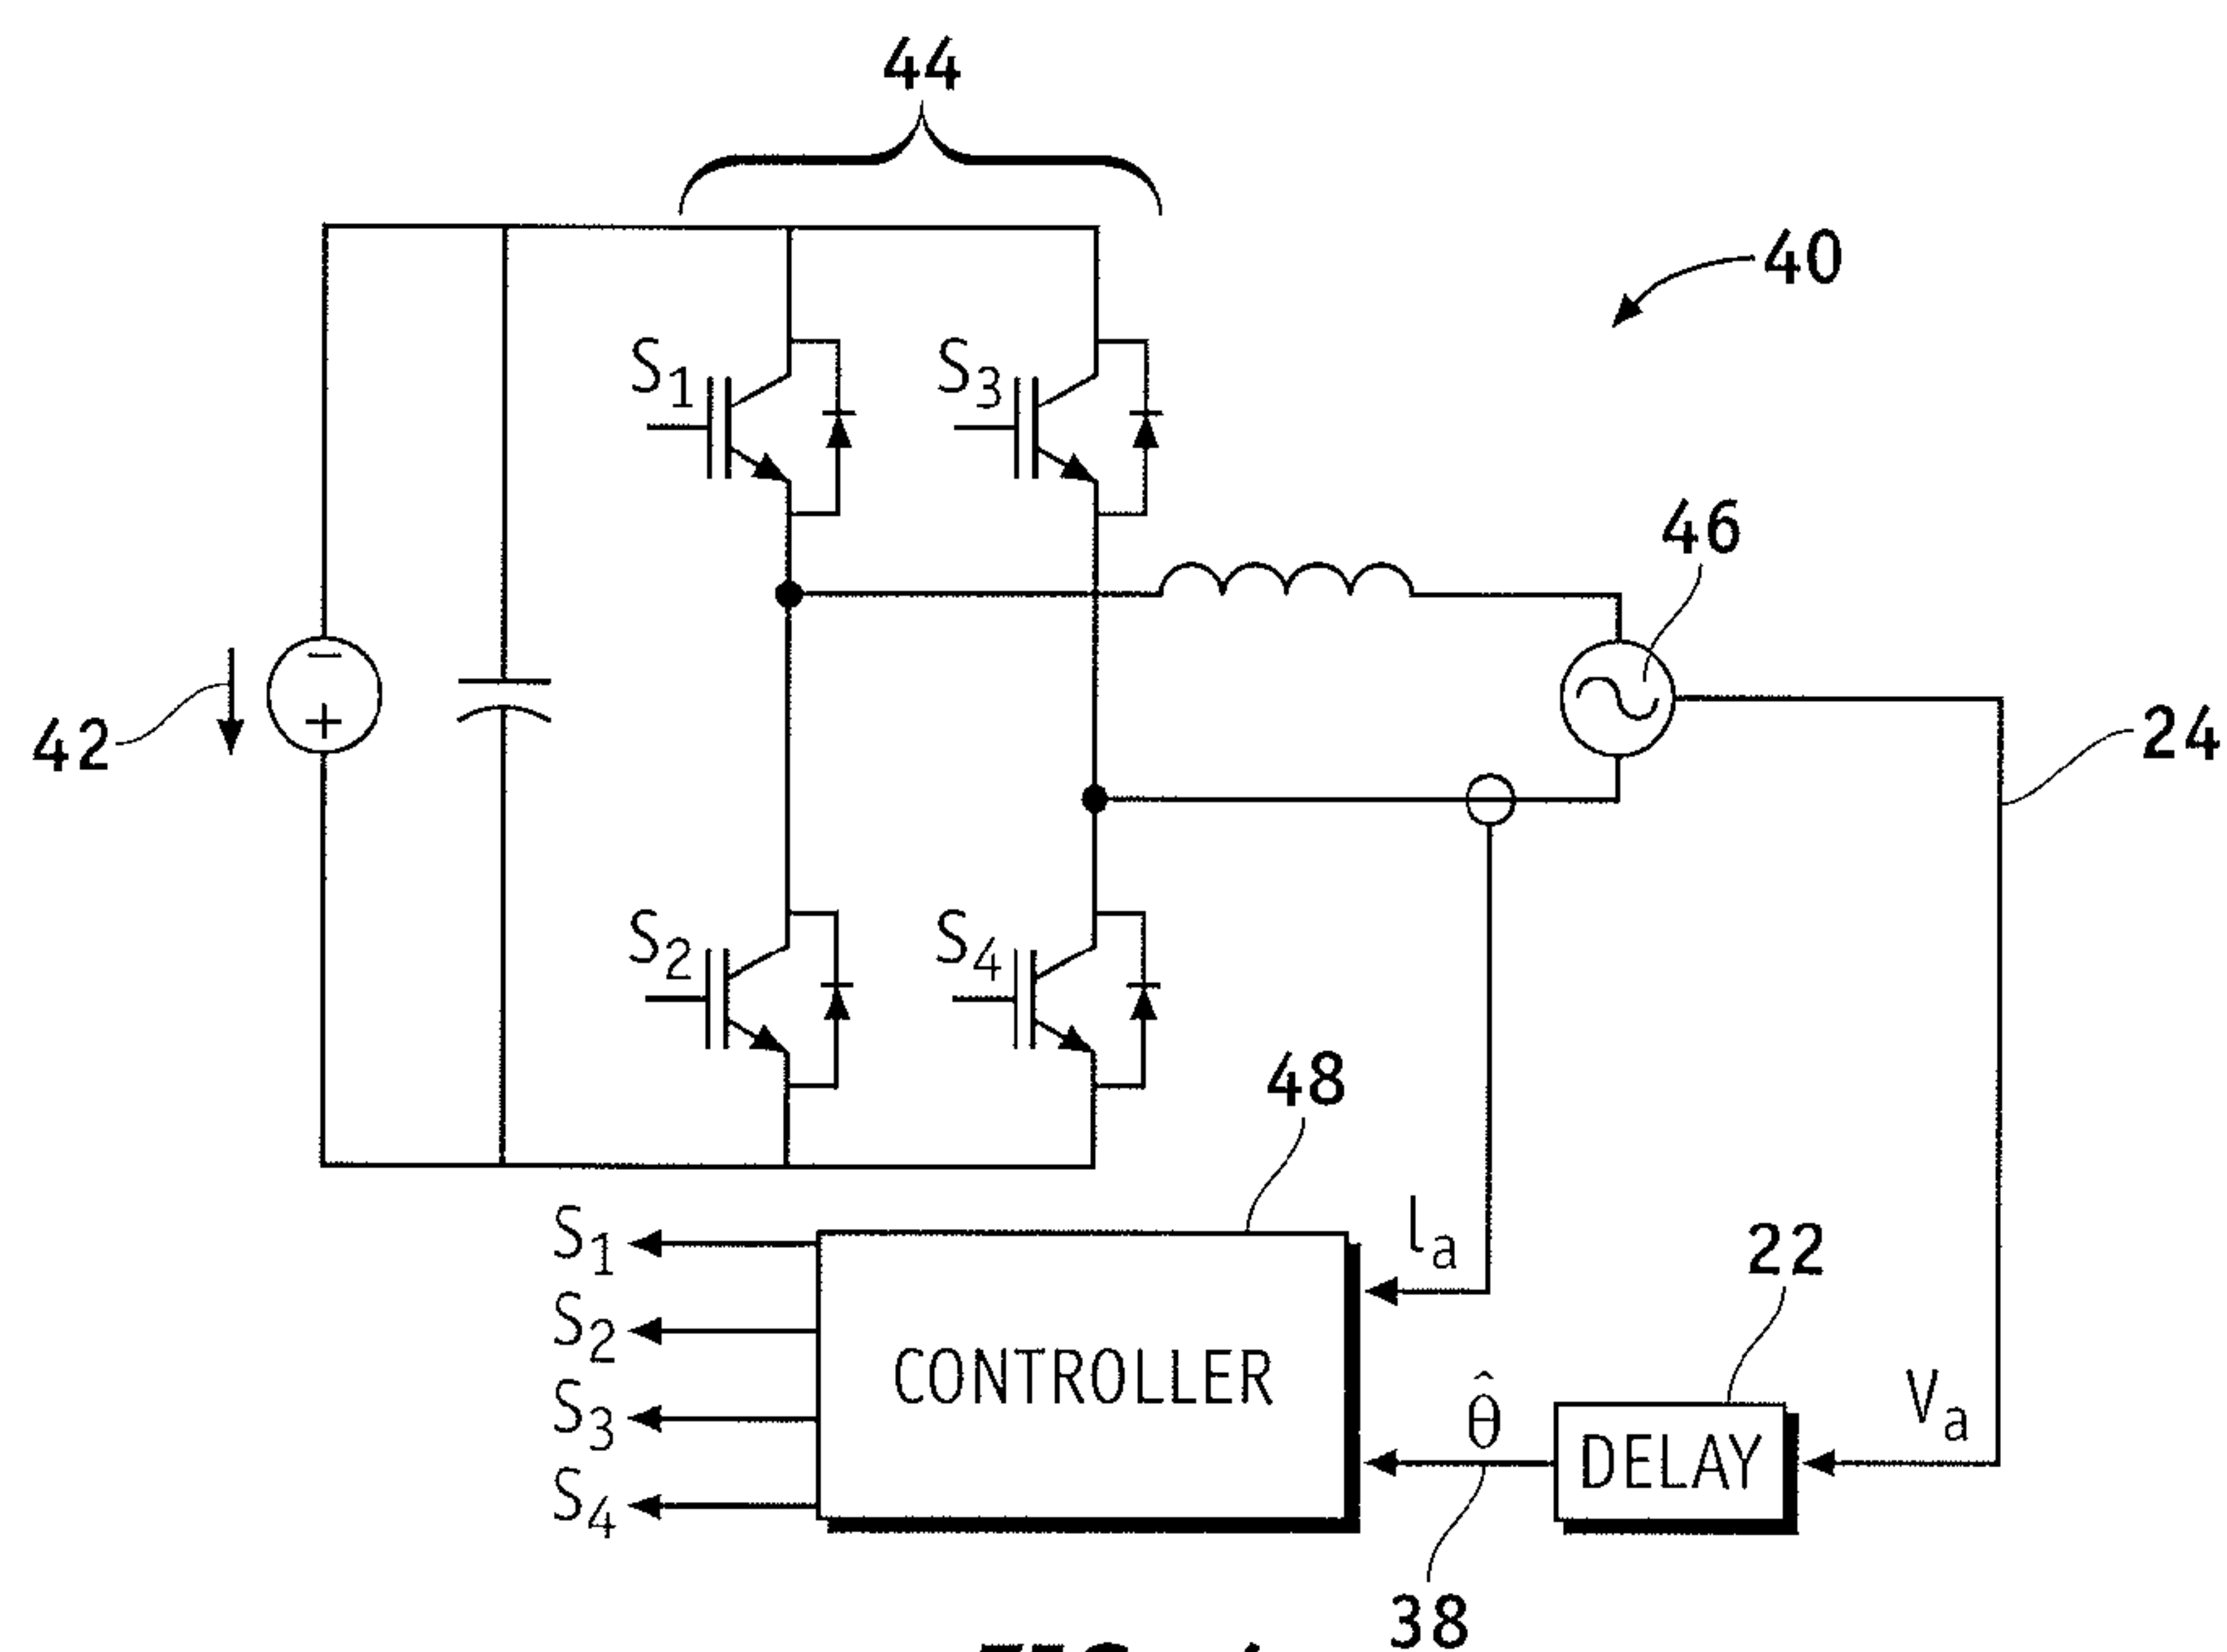 44
40
S1
S3
46
42
−
+
24
S2
S4
48
S1
Ia
22
S2
CONTROLLER
θ̂
Va
S3
DELAY
S4
38